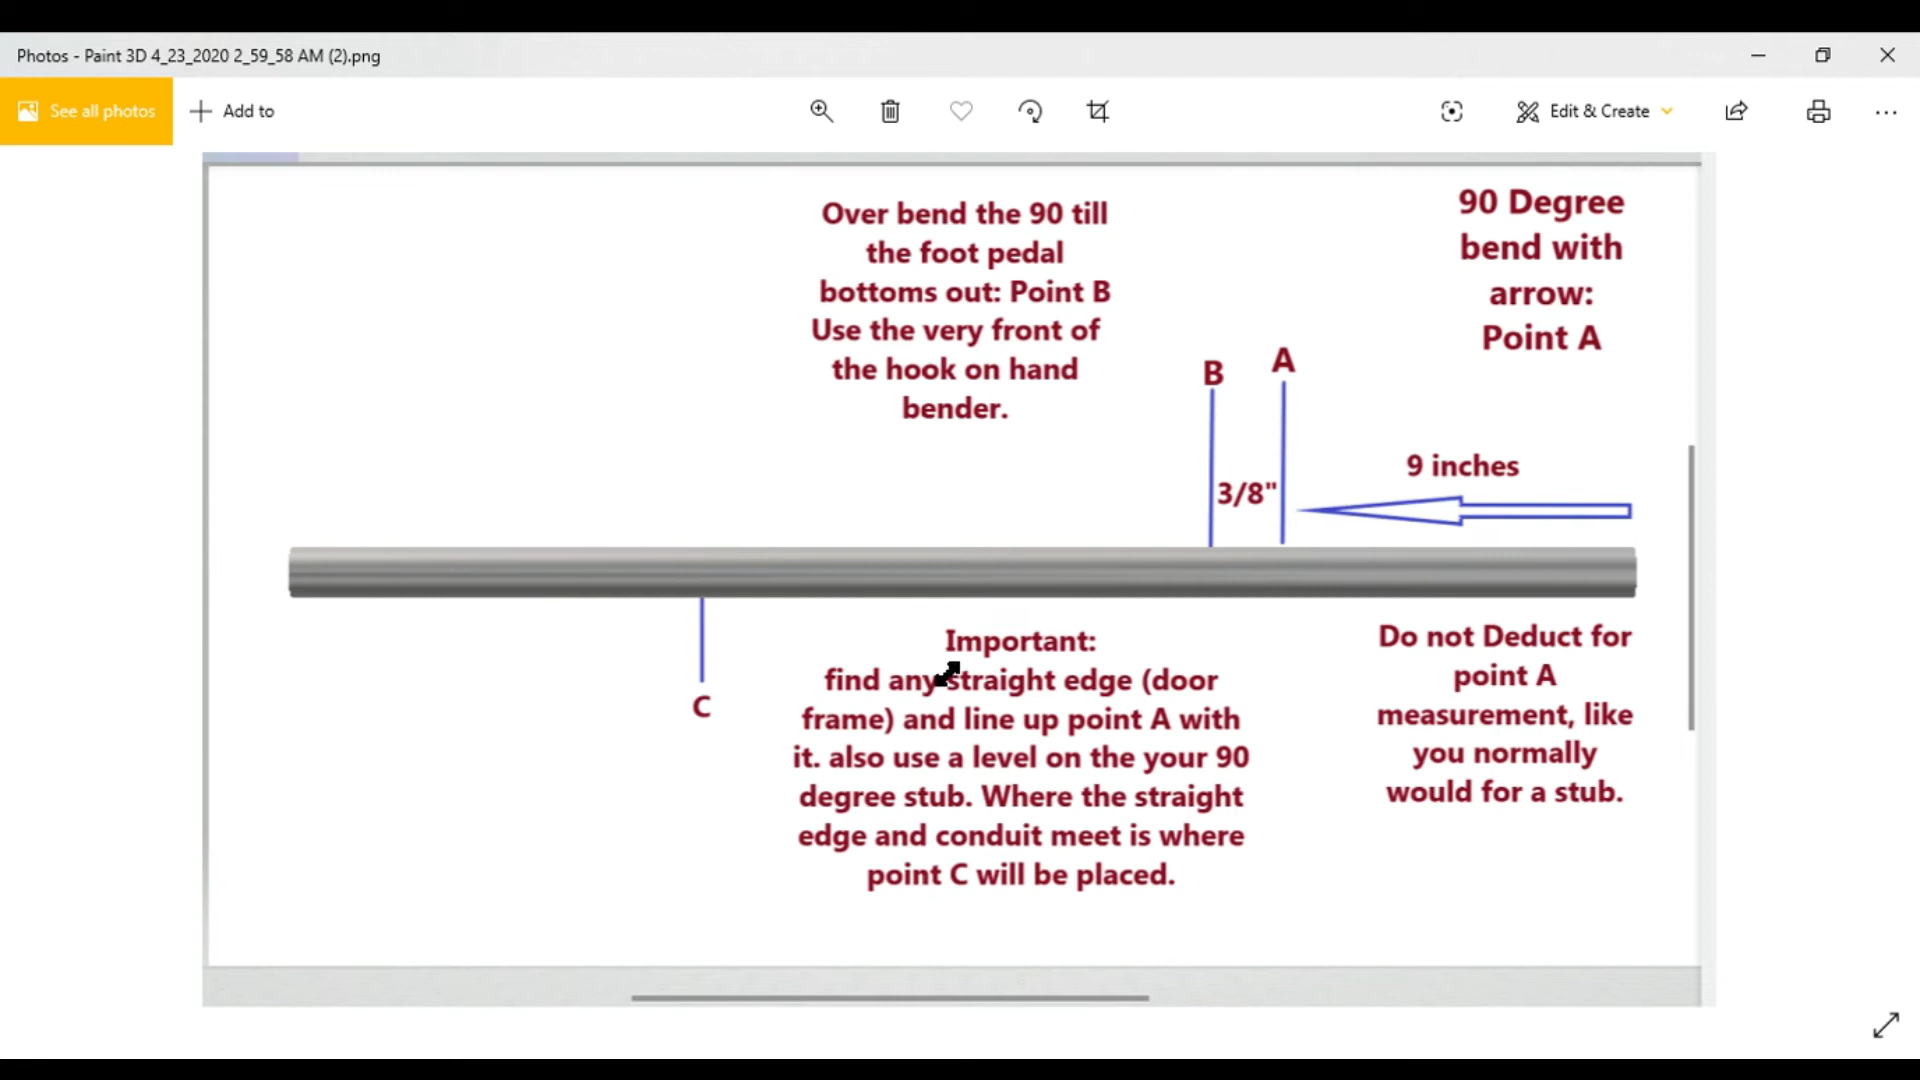 Photos - Paint 3D 4_23_2020 2_59_58 AM (2).png
See all photos
Add to
Edit & Create
Over bend the 90 till
the foot pedal
bottoms out: Point B
Use the very front of
the hook on hand
bender.
90 Degree
bend with
arrow:
Point A
B
A
3/8"
9 inches
C
Important:
find any straight edge (door
frame) and line up point A with
it. also use a level on the your 90
degree stub. Where the straight
edge and conduit meet is where
point C will be placed.
Do not Deduct for
point A
measurement, like
you normally
would for a stub.